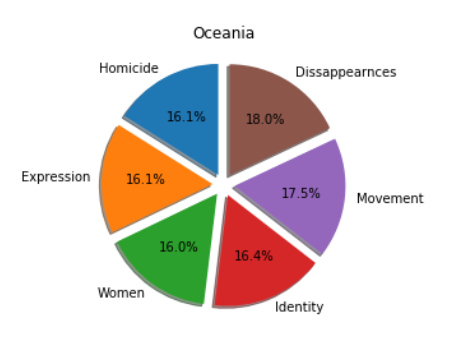 Oceania
Homicide
Dissappearnces
16.1%
18.0%
Expression
16.1%
17.5%
Movement
16.0%
16.4%
Women
Identity